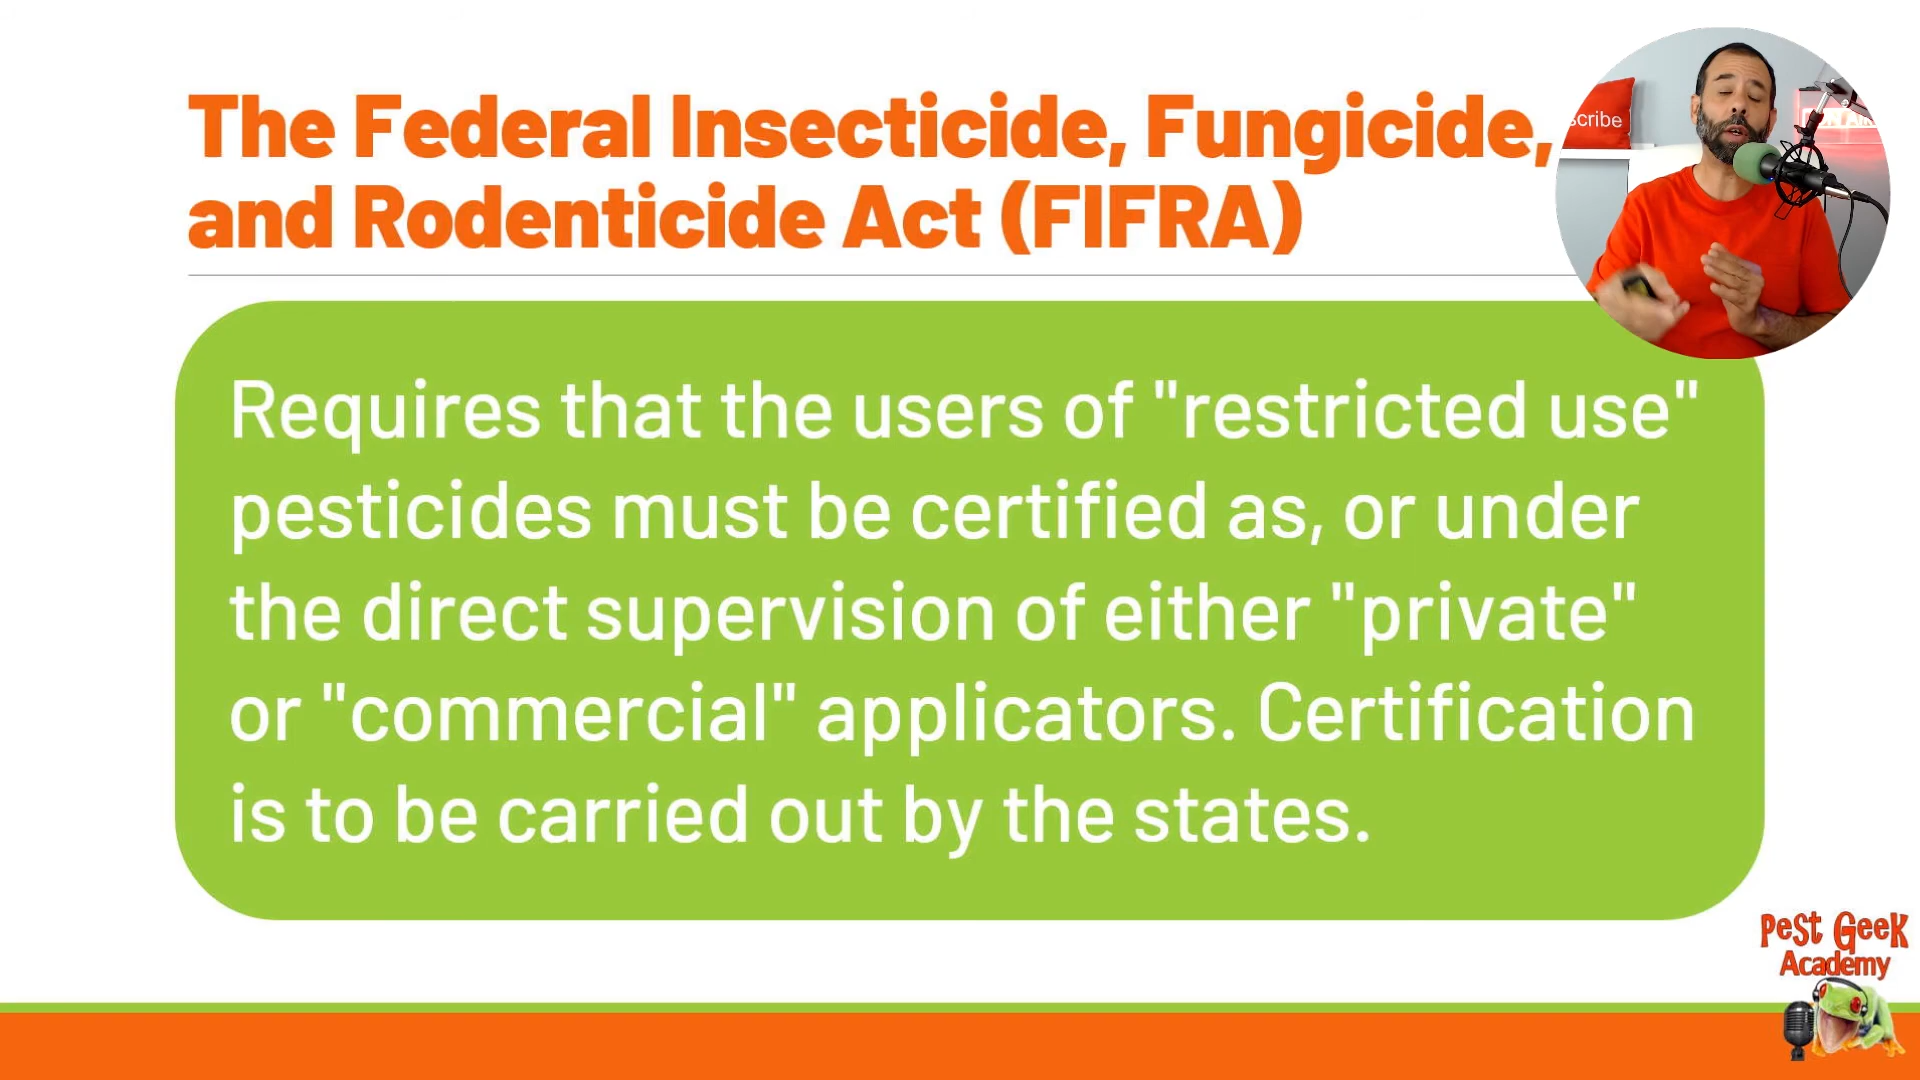 The Federal Insecticide, Fungicide,
and Rodenticide Act (FIFRA)
scribe
Requires that the users of "restricted use"
pesticides must be certified as, or under
the direct supervision of either "private"
or "commercial" applicators. Certification
is to be carried out by the states.
Pest Geek
Academy